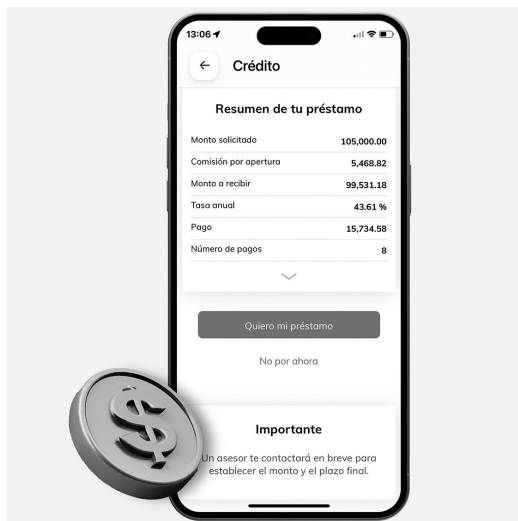 13:06
Crédito
Resumen de tu préstamo
Monto solicitado 105,000.00
Comisión por apertura 5,468.82
Monto a recibir 99,531.18
Tasa anual 43.61 %
Pago 15,734.58
Número de pagos 8
Quiero mi préstamo
No por ahora
Importante
Un asesor te contactará en breve para
establecer el monto y el plazo final.
$